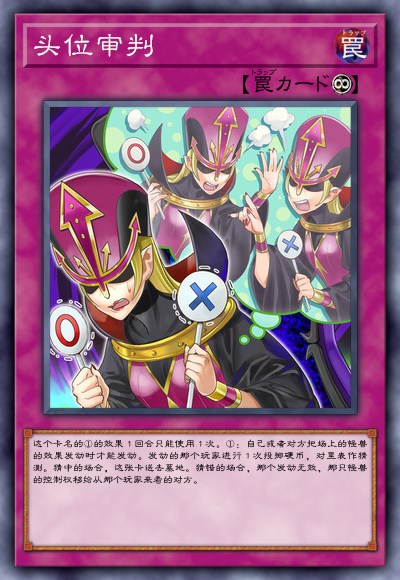 头位审判
トラップ
罠
トラップ
【罠カード】
O
X
这个卡名的①的效果1回合只能使用1次。①:自己或者对方把场上的怪兽
的效果发动时才能发动。发动的那个玩家进行1次投掷硬币,对里表作猜
测。猜中的场合,这张卡送去墓地。猜错的场合,那个发动无效,那只怪兽
的控制权移给从那个玩家来看的对方。